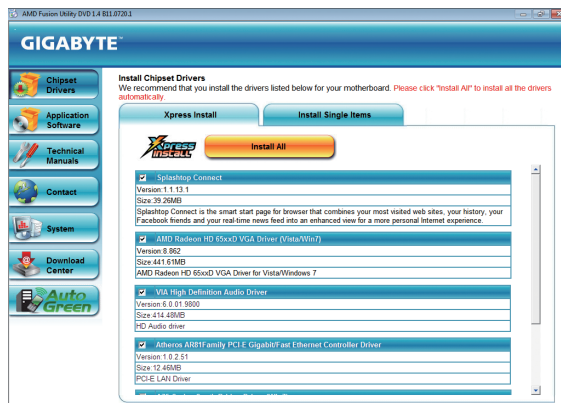 AMD Fusion Utility DVD 1.4 B11.0720.1
GIGABYTE™
Chipset
Drivers
Application
Software
Technical
Manuals
Contact
System
Download
Center
Auto
Green
Install Chipset Drivers
We recommend that you install the drivers listed below for your motherboard. Please click "Install All" to install all the drivers
automatically.
Xpress Install
Install Single Items
Xpress
Install
Install All
Splashtop Connect
Version:1.1.13.1
Size:39.26MB
Splashtop Connect is the smart start page for browser that combines your most visited web sites, your history, your
Facebook friends and your real-time news feed into an enhanced view for a more personal Internet experience.
AMD Radeon HD 65xxD VGA Driver (Vista/Win7)
Version:8.862
Size:441.61MB
AMD Radeon HD 65xxD VGA Driver for Vista/Windows 7
VIA High Definition Audio Driver
Version:6.0.01.9800
Size:414.48MB
HD Audio driver
Atheros AR81Family PCI-E Gigabit/Fast Ethernet Controller Driver
Version:1.0.2.51
Size:12.46MB
PCI-E LAN Driver